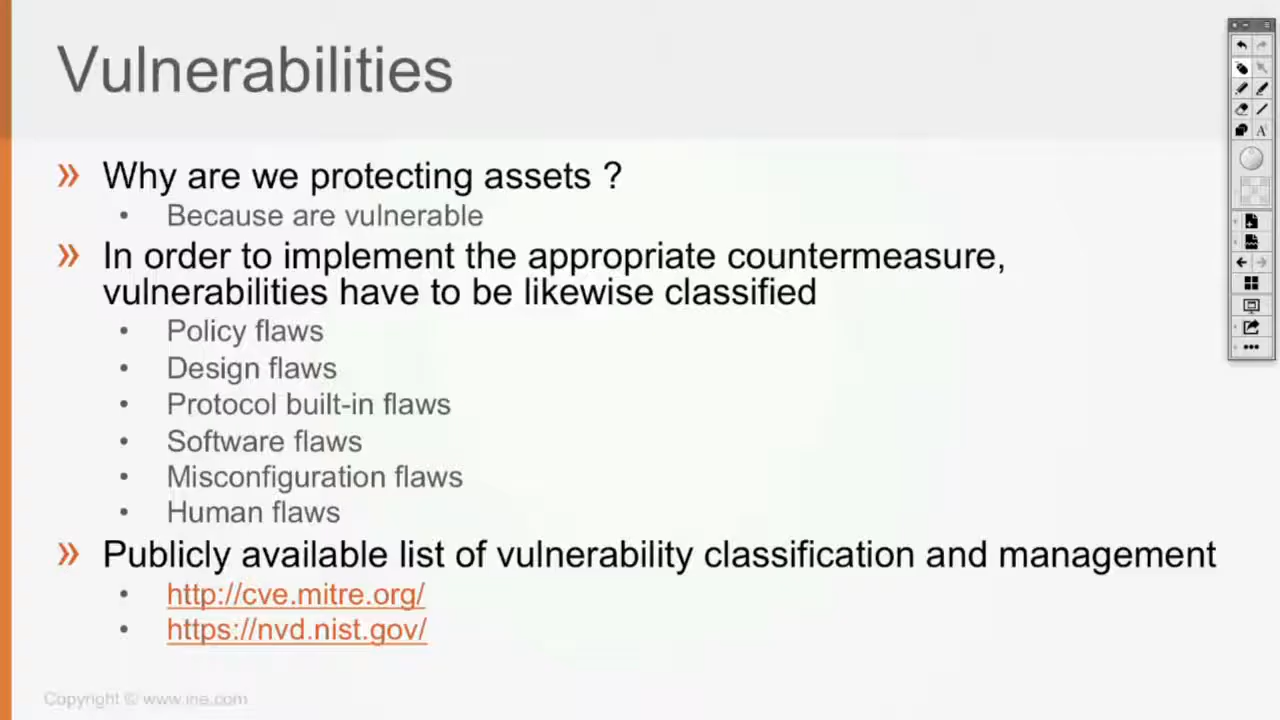 Vulnerabilities
» Why are we protecting assets ?
• Because are vulnerable
» In order to implement the appropriate countermeasure,
vulnerabilities have to be likewise classified
• Policy flaws
• Design flaws
• Protocol built-in flaws
• Software flaws
• Misconfiguration flaws
• Human flaws
» Publicly available list of vulnerability classification and management
• http://cve.mitre.org/
• https://nvd.nist.gov/
Copyright © www.ine.com